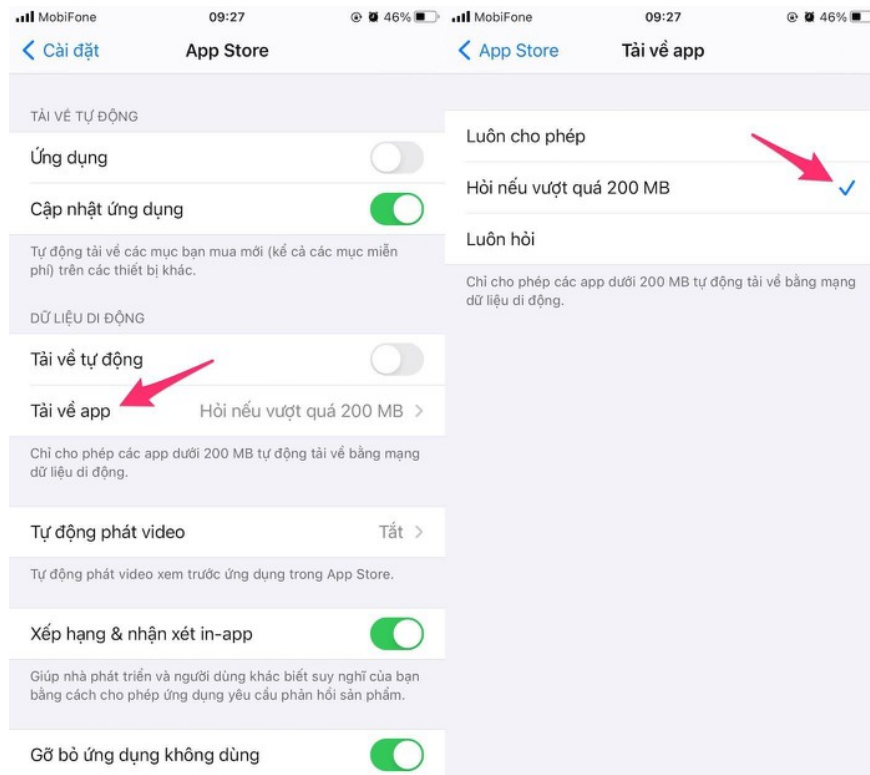 MobiFone 09:27 46%
Cài đặt App Store
TẢI VỀ TỰ ĐỘNG
Ứng dụng
Cập nhật ứng dụng
Tự động tải về các mục bạn mua mới (kể cả các mục miễn
phí) trên các thiết bị khác.
DỮ LIỆU DI ĐỘNG
Tải về tự động
Tải về app Hỏi nếu vượt quá 200 MB
Chỉ cho phép các app dưới 200 MB tự động tải về bằng mạng
dữ liệu di động.
Tự động phát video Tắt
Tự động phát video xem trước ứng dụng trong App Store.
Xếp hạng & nhận xét in-app
Giúp nhà phát triển và người dùng khác biết suy nghĩ của bạn
bằng cách cho phép ứng dụng yêu cầu phản hồi sản phẩm.
Gỡ bỏ ứng dụng không dùng
MobiFone 09:27 46%
App Store Tải về app
Luôn cho phép
Hỏi nếu vượt quá 200 MB
Luôn hỏi
Chỉ cho phép các app dưới 200 MB tự động tải về bằng mạng
dữ liệu di động.